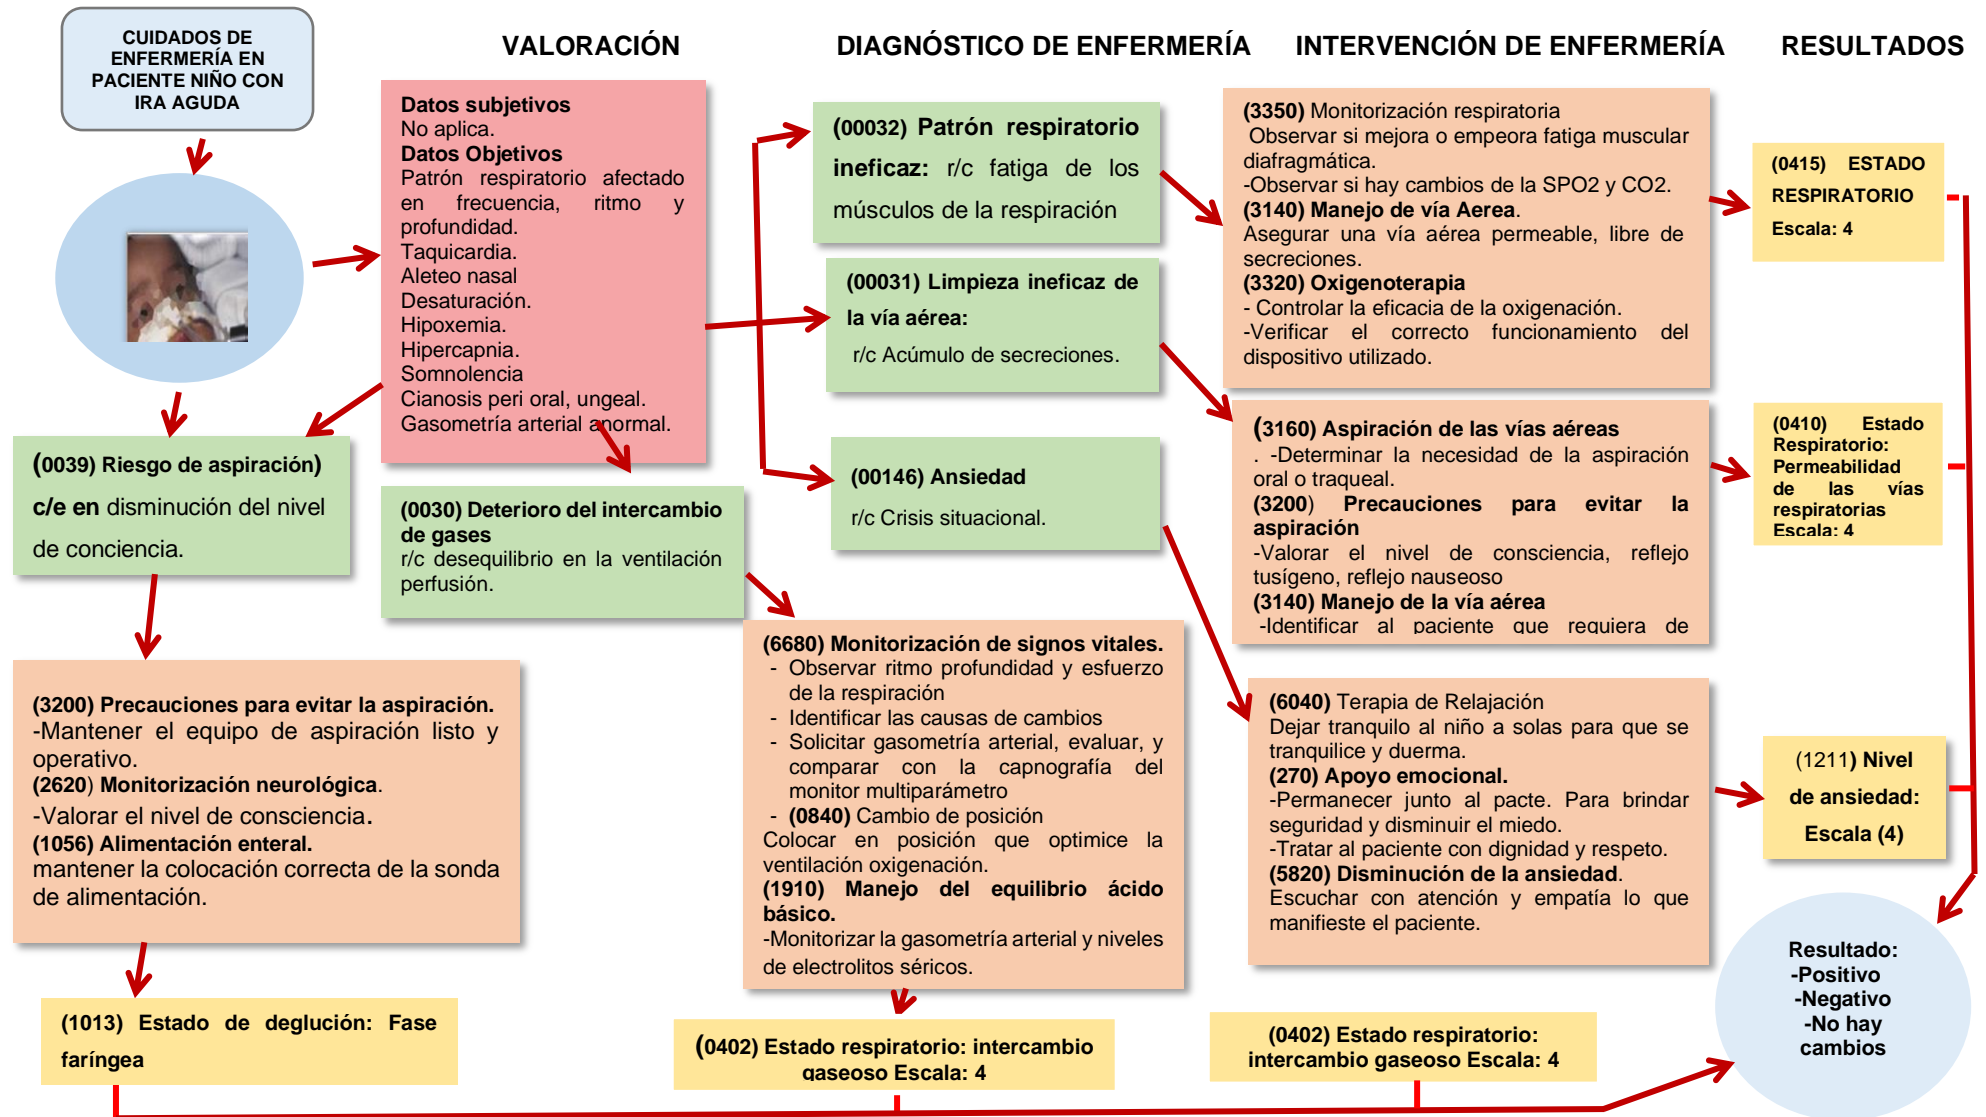 CUIDADOS DE
ENFERMERÍA EN
PACIENTE NIÑO CON
IRA AGUDA
VALORACIÓN
DIAGNÓSTICO DE ENFERMERÍA
INTERVENCIÓN DE ENFERMERÍA
RESULTADOS
Datos subjetivos
No aplica.
Datos Objetivos
Patrón respiratorio afectado
en frecuencia, ritmo y
profundidad.
Taquicardia.
Aleteo nasal
Desaturación.
Hipoxemia.
Hipercapnia.
Somnolencia
Cianosis peri oral, ungeal.
Gasometría arterial anormal.
(00032) Patrón respiratorio
ineficaz: r/c fatiga de los
músculos de la respiración
(00031) Limpieza ineficaz de
la vía aérea:
r/c Acúmulo de secreciones.
(00146) Ansiedad
r/c Crisis situacional.
(3350) Monitorización respiratoria
Observar si mejora o empeora fatiga muscular
diafragmática.
-Observar si hay cambios de la SPO2 y CO2.
(3140) Manejo de vía Aerea.
Asegurar una vía aérea permeable, libre de
secreciones.
(3320) Oxigenoterapia
- Controlar la eficacia de la oxigenación.
-Verificar el correcto funcionamiento del
dispositivo utilizado.
(0415) ESTADO
RESPIRATORIO
Escala: 4
(3160) Aspiración de las vías aéreas
. -Determinar la necesidad de la aspiración
oral o traqueal.
(3200) Precauciones para evitar la
aspiración
-Valorar el nivel de consciencia, reflejo
tusígeno, reflejo nauseoso
(3140) Manejo de la vía aérea
-Identificar al paciente que requiera de
(0410) Estado
Respiratorio:
Permeabilidad
de las vías
respiratorias
Escala: 4
(0039) Riesgo de aspiración)
c/e en disminución del nivel
de conciencia.
(0030) Deterioro del intercambio
de gases
r/c desequilibrio en la ventilación
perfusión.
(3200) Precauciones para evitar la aspiración.
-Mantener el equipo de aspiración listo y
operativo.
(2620) Monitorización neurológica.
-Valorar el nivel de consciencia.
(1056) Alimentación enteral.
mantener la colocación correcta de la sonda
de alimentación.
(6680) Monitorización de signos vitales.
- Observar ritmo profundidad y esfuerzo
de la respiración
- Identificar las causas de cambios
- Solicitar gasometría arterial, evaluar, y
comparar con la capnografía del
monitor multiparámetro
- (0840) Cambio de posición
Colocar en posición que optimice la
ventilación oxigenación.
(1910) Manejo del equilibrio ácido
básico.
-Monitorizar la gasometría arterial y niveles
de electrolitos séricos.
(6040) Terapia de Relajación
Dejar tranquilo al niño a solas para que se
tranquilice y duerma.
(270) Apoyo emocional.
-Permanecer junto al pacte. Para brindar
seguridad y disminuir el miedo.
-Tratar al paciente con dignidad y respeto.
(5820) Disminución de la ansiedad.
Escuchar con atención y empatía lo que
manifieste el paciente.
(1211) Nivel
de ansiedad:
Escala (4)
(1013) Estado de deglución: Fase
faríngea
(0402) Estado respiratorio: intercambio
gaseoso Escala: 4
(0402) Estado respiratorio:
intercambio gaseoso Escala: 4
Resultado:
-Positivo
-Negativo
-No hay
cambios